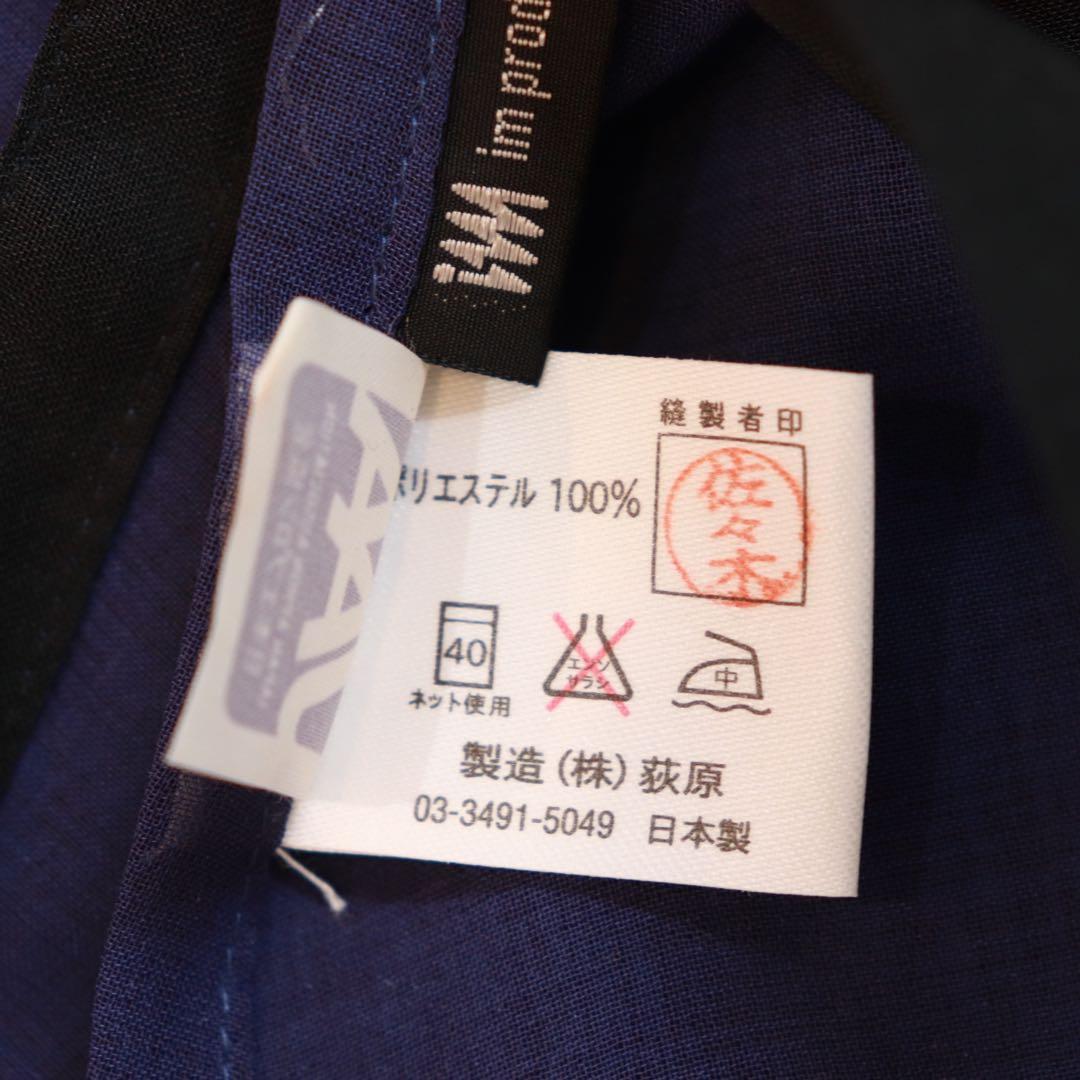 im prod
縫製者印
佐々木
ポリエステル 100%
40
エンソ
サラシ
中
ネット使用
製造(株)荻原
03-3491-5049 日本製